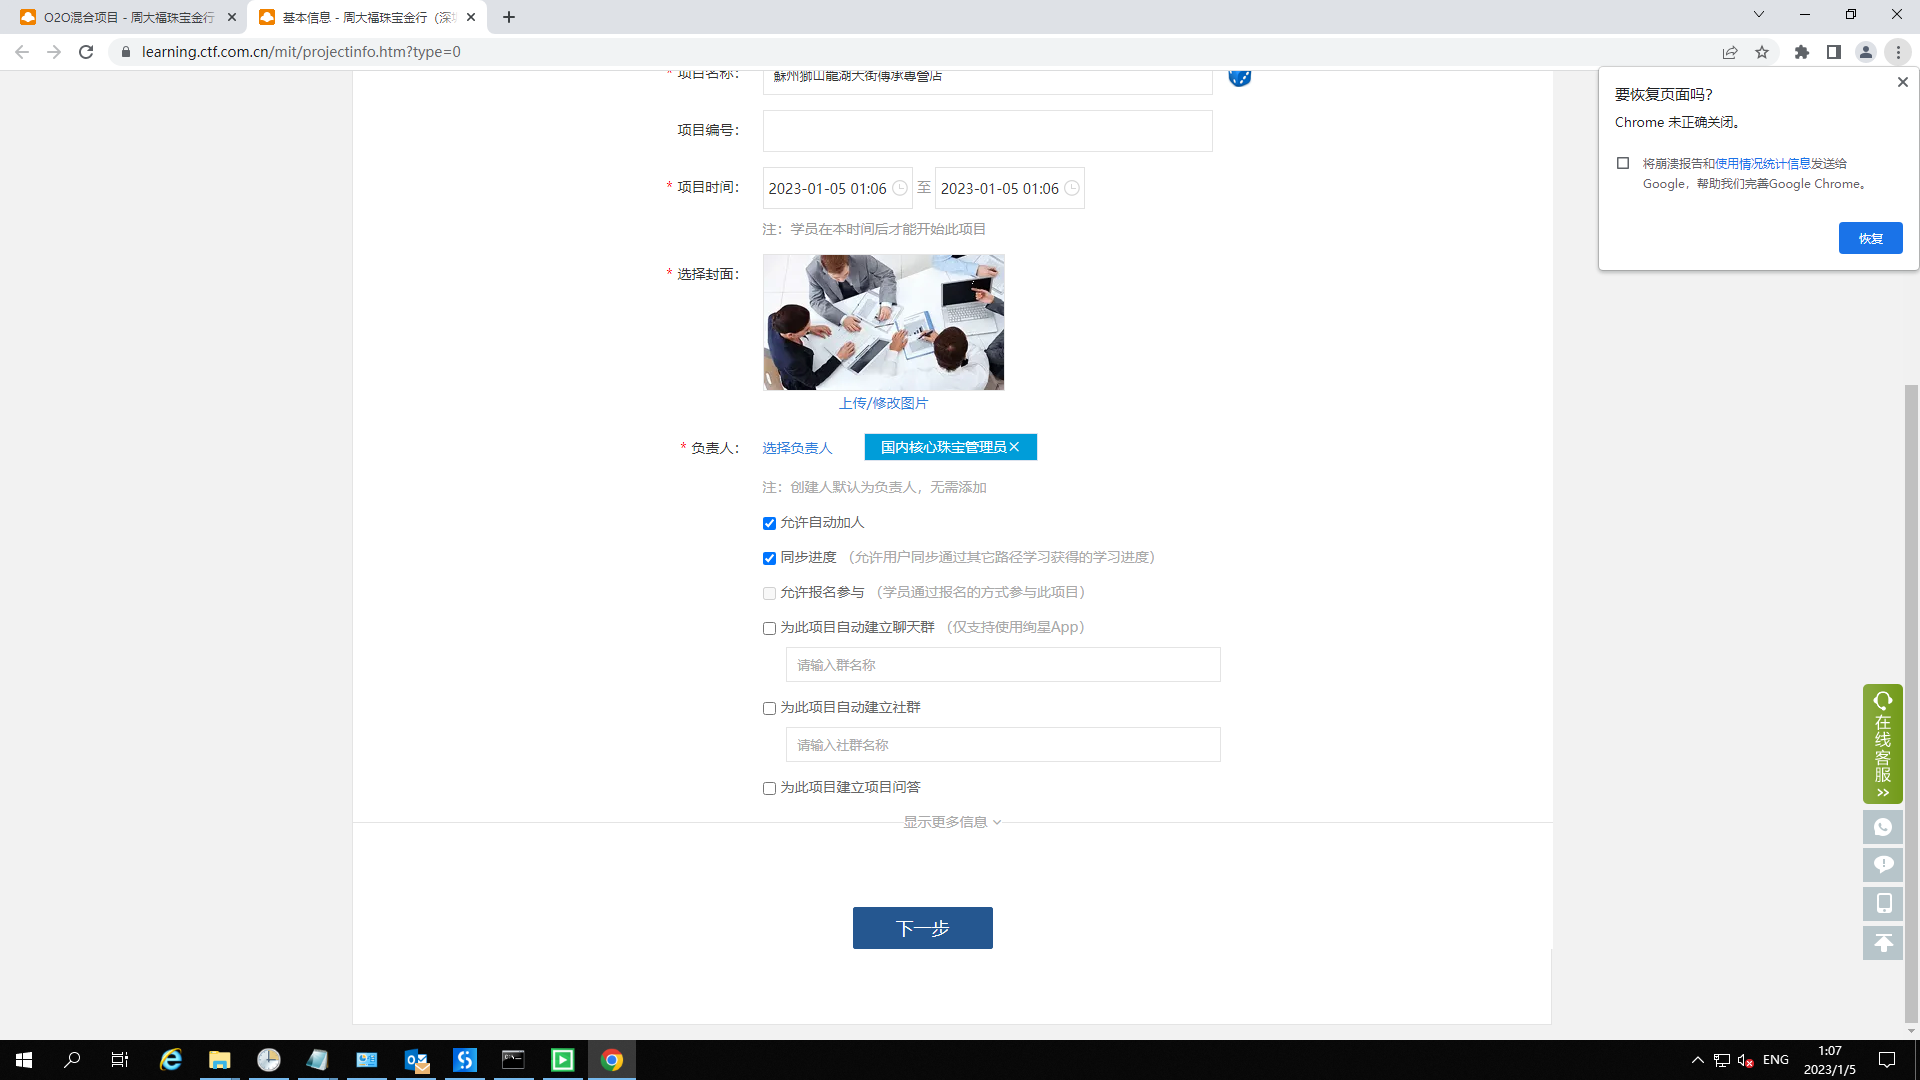 O2O混合项目 - 周大福珠宝金行
基本信息 - 周大福珠宝金行（深圳
learning.ctf.com.cn/mit/projectinfo.htm?type=0
要恢复页面吗?
Chrome 未正确关闭。
将崩溃报告和使用情况统计信息发送给
Google，帮助我们完善Google Chrome。
恢复
* 项目名称：
蘇州獅山龍湖天街傳承專營店
项目编号：
* 项目时间：
2023-01-05 01:06 至 2023-01-05 01:06
注：学员在本时间后才能开始此项目
* 选择封面：
上传/修改图片
* 负责人：
选择负责人
国内核心珠宝管理员
注：创建人默认为负责人，无需添加
允许自动加人
同步进度 （允许用户同步通过其它路径学习获得的学习进度）
允许报名参与 （学员通过报名的方式参与此项目）
为此项目自动建立聊天群 （仅支持使用绚星App）
请输入群名称
为此项目自动建立社群
请输入社群名称
为此项目建立项目问答
显示更多信息
下一步
在线客服
ENG
1:07
2023/1/5